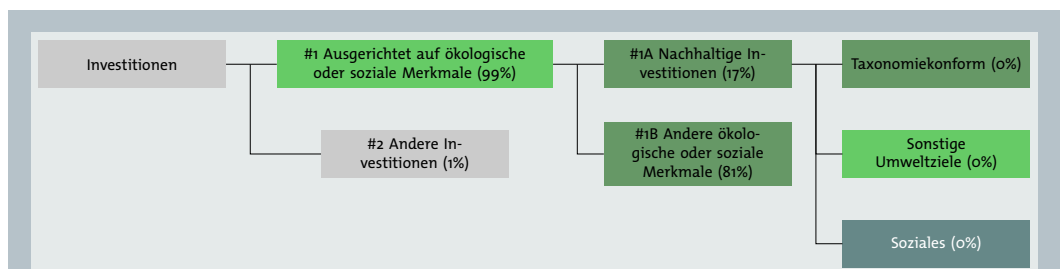 Investitionen
#1 Ausgerichtet auf ökologische
oder soziale Merkmale (99%)
#2 Andere In-
vestitionen (1%)
#1A Nachhaltige In-
vestitionen (17%)
#1B Andere ökolo-
gische oder soziale
Merkmale (81%)
Taxonomiekonform (0%)
Sonstige
Umweltziele (0%)
Soziales (0%)